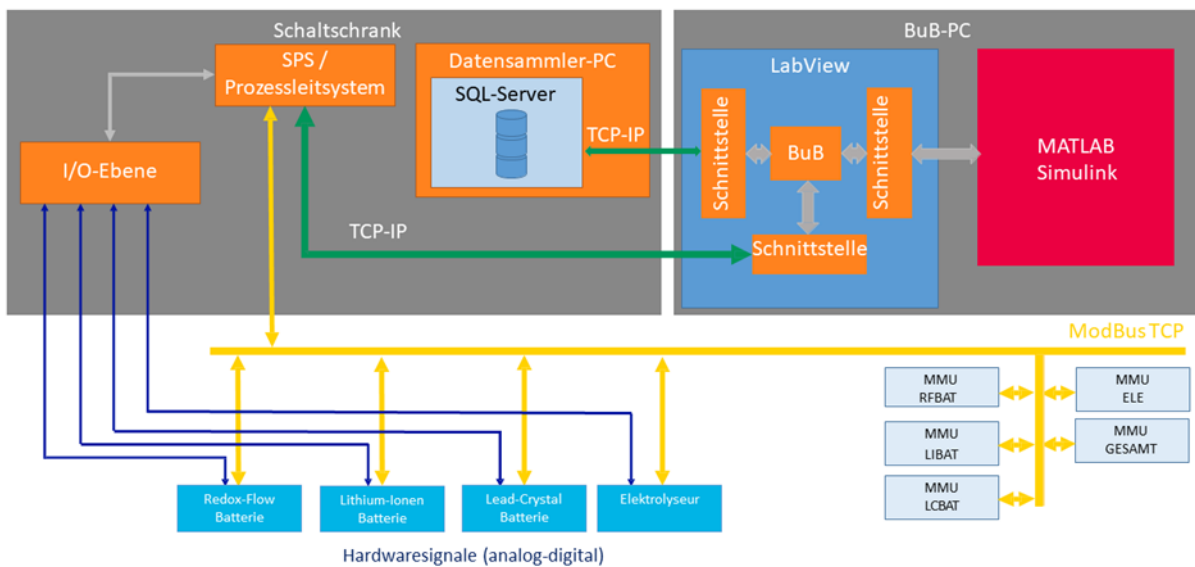 Schaltschrank
SPS /
Prozessleitsystem
I/O-Ebene
Datensammler-PC
SQL-Server
TCP-IP
TCP-IP
BuB-PC
LabView
Schnittstelle
BuB
Schnittstelle
Schnittstelle
MATLAB
Simulink
ModBus TCP
MMU
RFBAT
MMU
ELE
MMU
LIBAT
MMU
GESAMT
MMU
LCBAT
Redox-Flow
Batterie
Lithium-Ionen
Batterie
Lead-Crystal
Batterie
Elektrolyseur
Hardwaresignale (analog-digital)